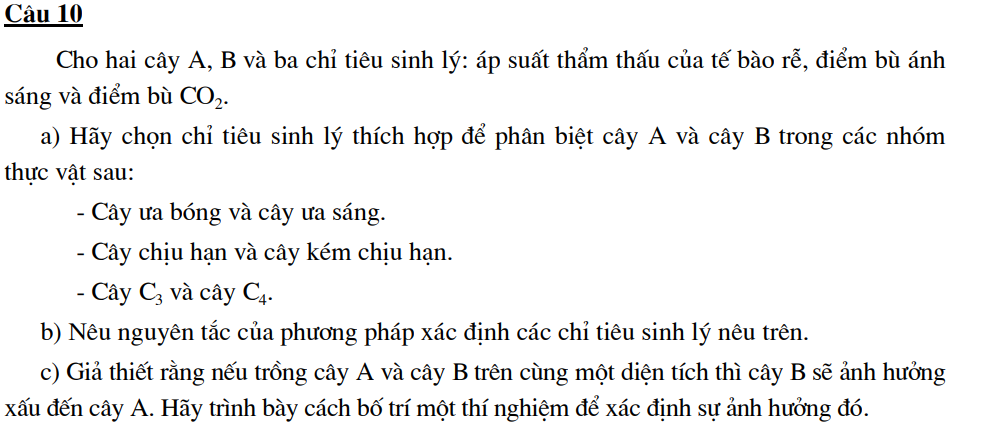 Câu 10
Cho hai cây A, B và ba chỉ tiêu sinh lý: áp suất thẩm thấu của tế bào rễ, điểm bù ánh
sáng và điểm bù CO₂.
a) Hãy chọn chỉ tiêu sinh lý thích hợp để phân biệt cây A và cây B trong các nhóm
thực vật sau:
- Cây ưa bóng và cây ưa sáng.
- Cây chịu hạn và cây kém chịu hạn.
- Cây C₃ và cây C₄.
b) Nêu nguyên tắc của phương pháp xác định các chỉ tiêu sinh lý nêu trên.
c) Giả thiết rằng nếu trồng cây A và cây B trên cùng một diện tích thì cây B sẽ ảnh hưởng
xấu đến cây A. Hãy trình bày cách bố trí một thí nghiệm để xác định sự ảnh hưởng đó.